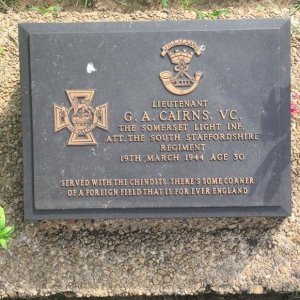 LIEUTENANT
G. A. CAIRNS. VC.
THE SOMERSET LIGHT INF.
ATT. THE SOUTH STAFFORDSHIRE
REGIMENT
19TH MARCH 1944 AGE 30
SERVED WITH THE CHINDITS. THERE'S SOME CORNER
OF A FOREIGN FIELD THAT IS FOR EVER ENGLAND